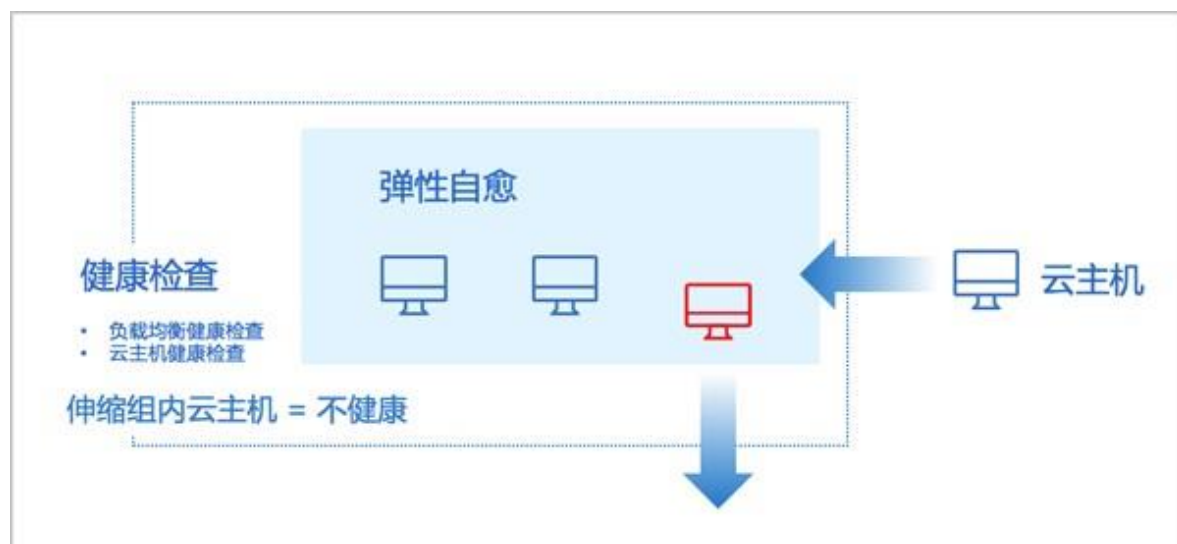 弹性自愈
健康检查
• 负载均衡健康检查
• 云主机健康检查
伸缩组内云主机 = 不健康
云主机